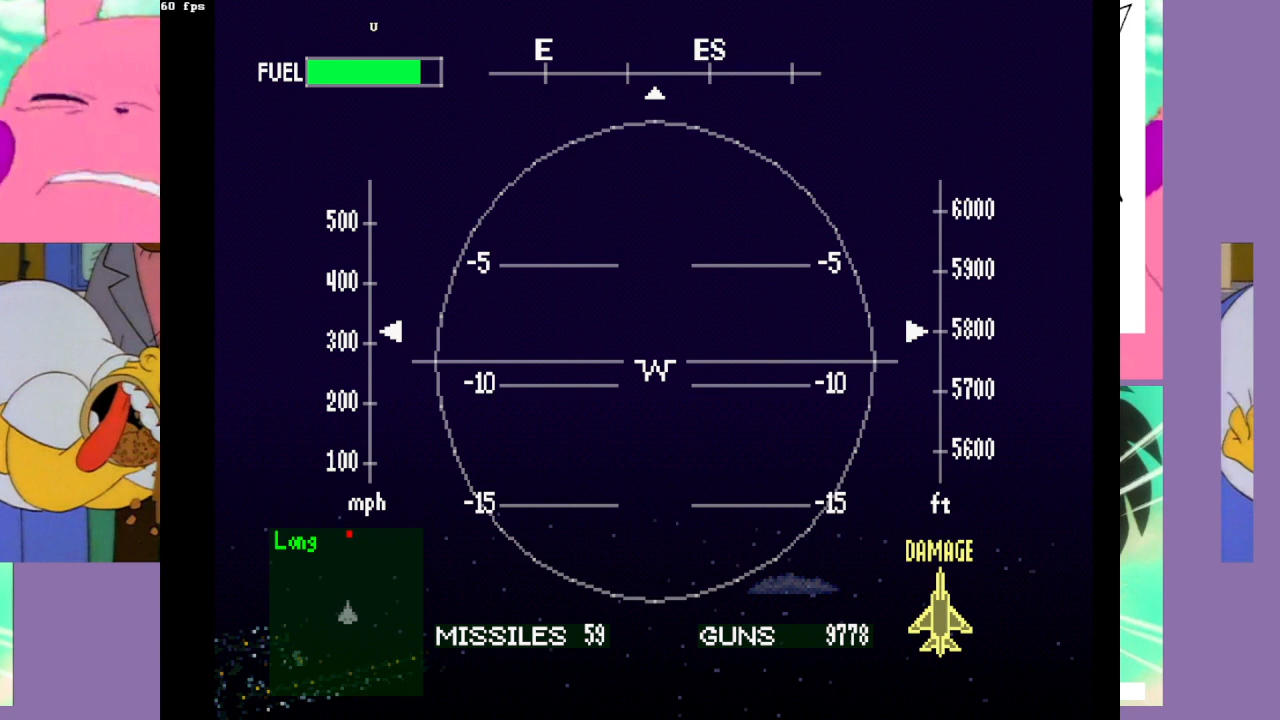 60 fps
U
E ES
FUEL
500
400
300
200
100
mph
-5 -5
-10 -10
-15 -15
6000
5900
5800
5700
5600
ft
Long
DAMAGE
MISSILES 59
GUNS 9778